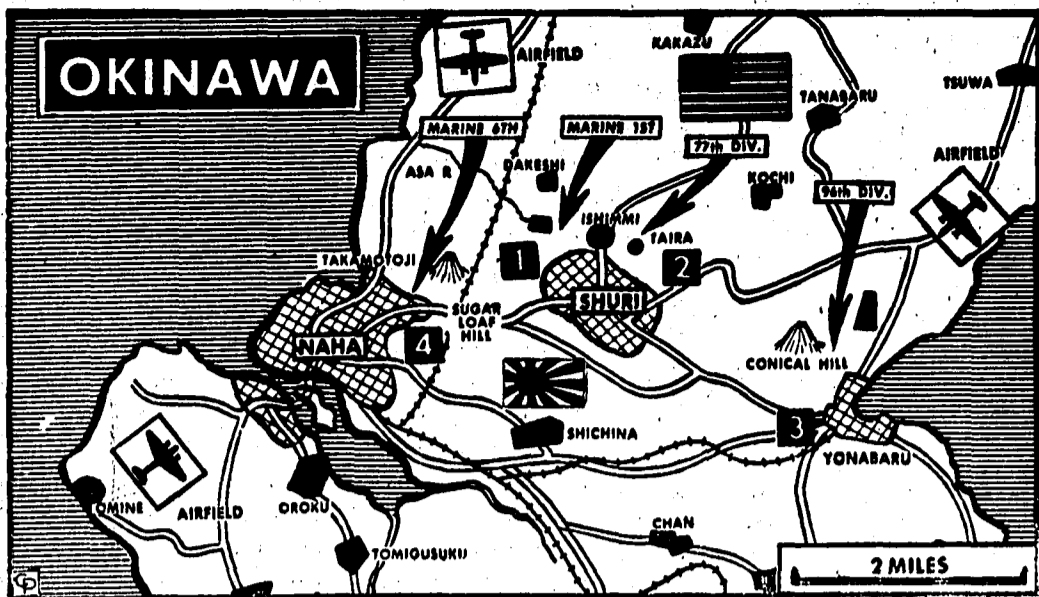 OKINAWA
AIRFIELD
KAKAZU
TSUWA
TANABARU
MARINE 6TH
MARINE 1ST
77th DIV.
ASA R
DAKESHI
KOCHI
AIRFIELD
96th DIV.
ISHIMMI
TAIRA
TAKAMOTOJI
1
2
SHURI
SUGAR
LOAF
HILL
NAHA
4
CONICAL HILL
SHICHINA
3
YONABARU
OMINE
AIRFIELD
OROKU
CHAN
TOMIGUSUKU
2 MILES
CP